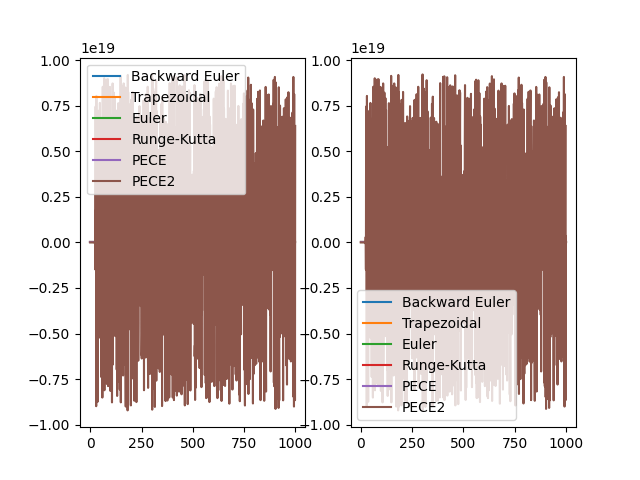 1e19
1.00
0.75
0.50
0.25
0.00
−0.25
−0.50
−0.75
−1.00
0
250
500
750
1000
Backward Euler
Trapezoidal
Euler
Runge-Kutta
PECE
PECE2
1e19
1.00
0.75
0.50
0.25
0.00
−0.25
−0.50
−0.75
−1.00
0
250
500
750
1000
Backward Euler
Trapezoidal
Euler
Runge-Kutta
PECE
PECE2